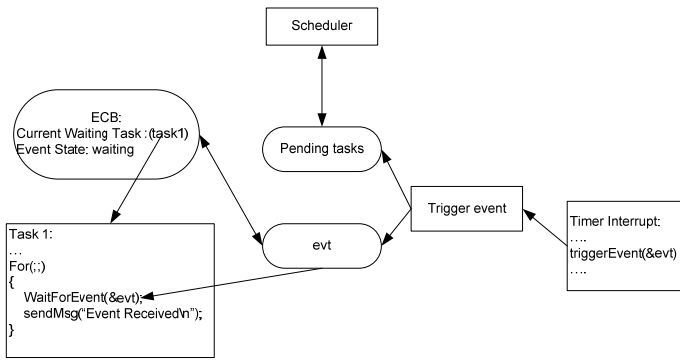 Scheduler
ECB:
Current Waiting Task :(task1)
Event State: waiting
Pending tasks
Trigger event
Timer Interrupt:
....
triggerEvent(&evt)
....
evt
Task 1:
...
For(;;)
{
WaitForEvent(&evt);
sendMsg("Event Received\n");
}